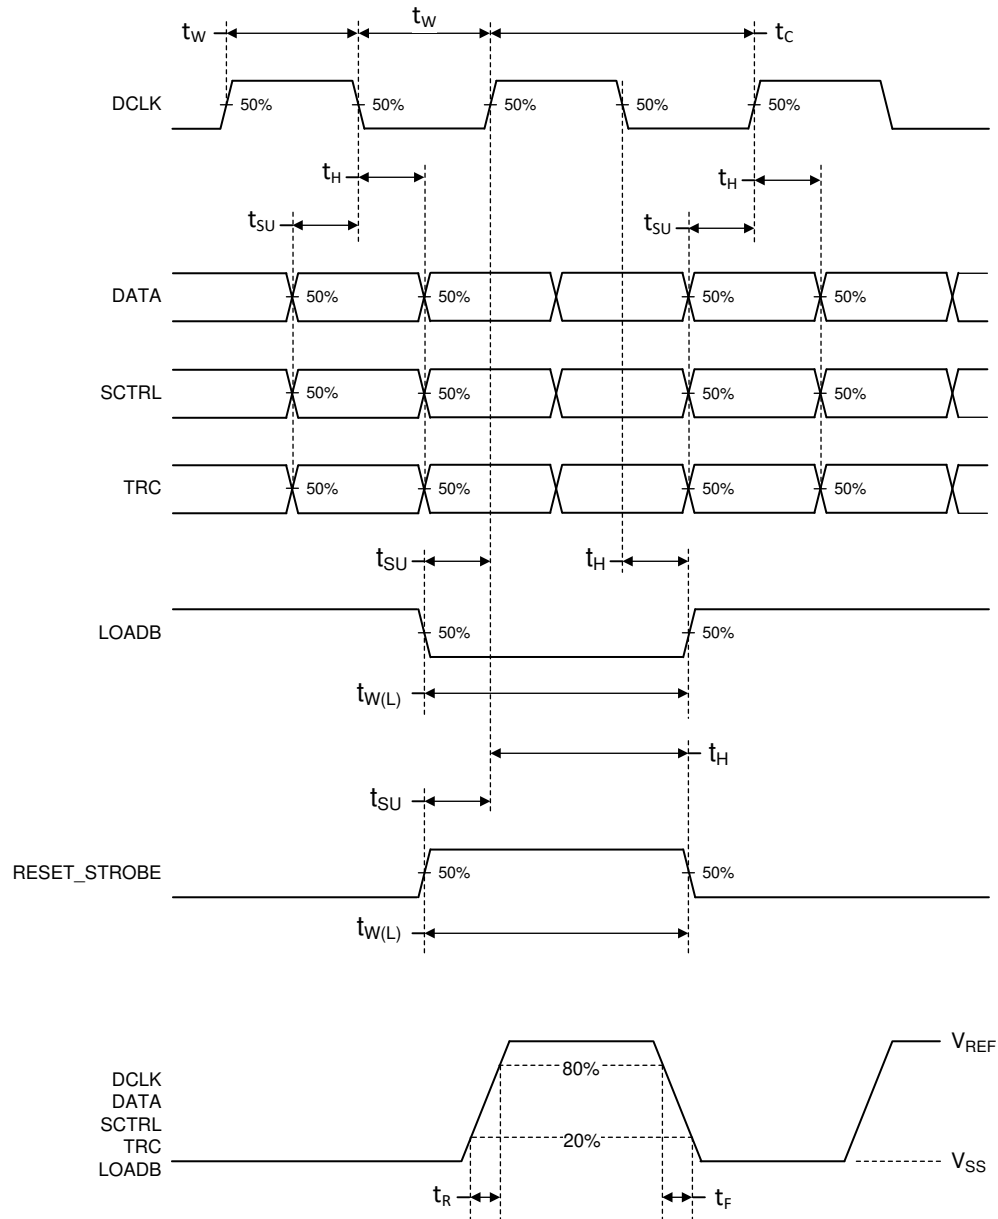 tW tW tC
DCLK 50% 50% 50% 50% 50%
tH tH
tSU tSU
DATA 50% 50% 50% 50%
SCTRL 50% 50% 50% 50%
TRC 50% 50% 50% 50%
tSU tH
LOADB 50% 50%
tW(L)
tH
tSU
RESET_STROBE 50% 50%
tW(L)
VREF
80%
DCLK
DATA
SCTRL
TRC 20%
LOADB VSS
tR tF